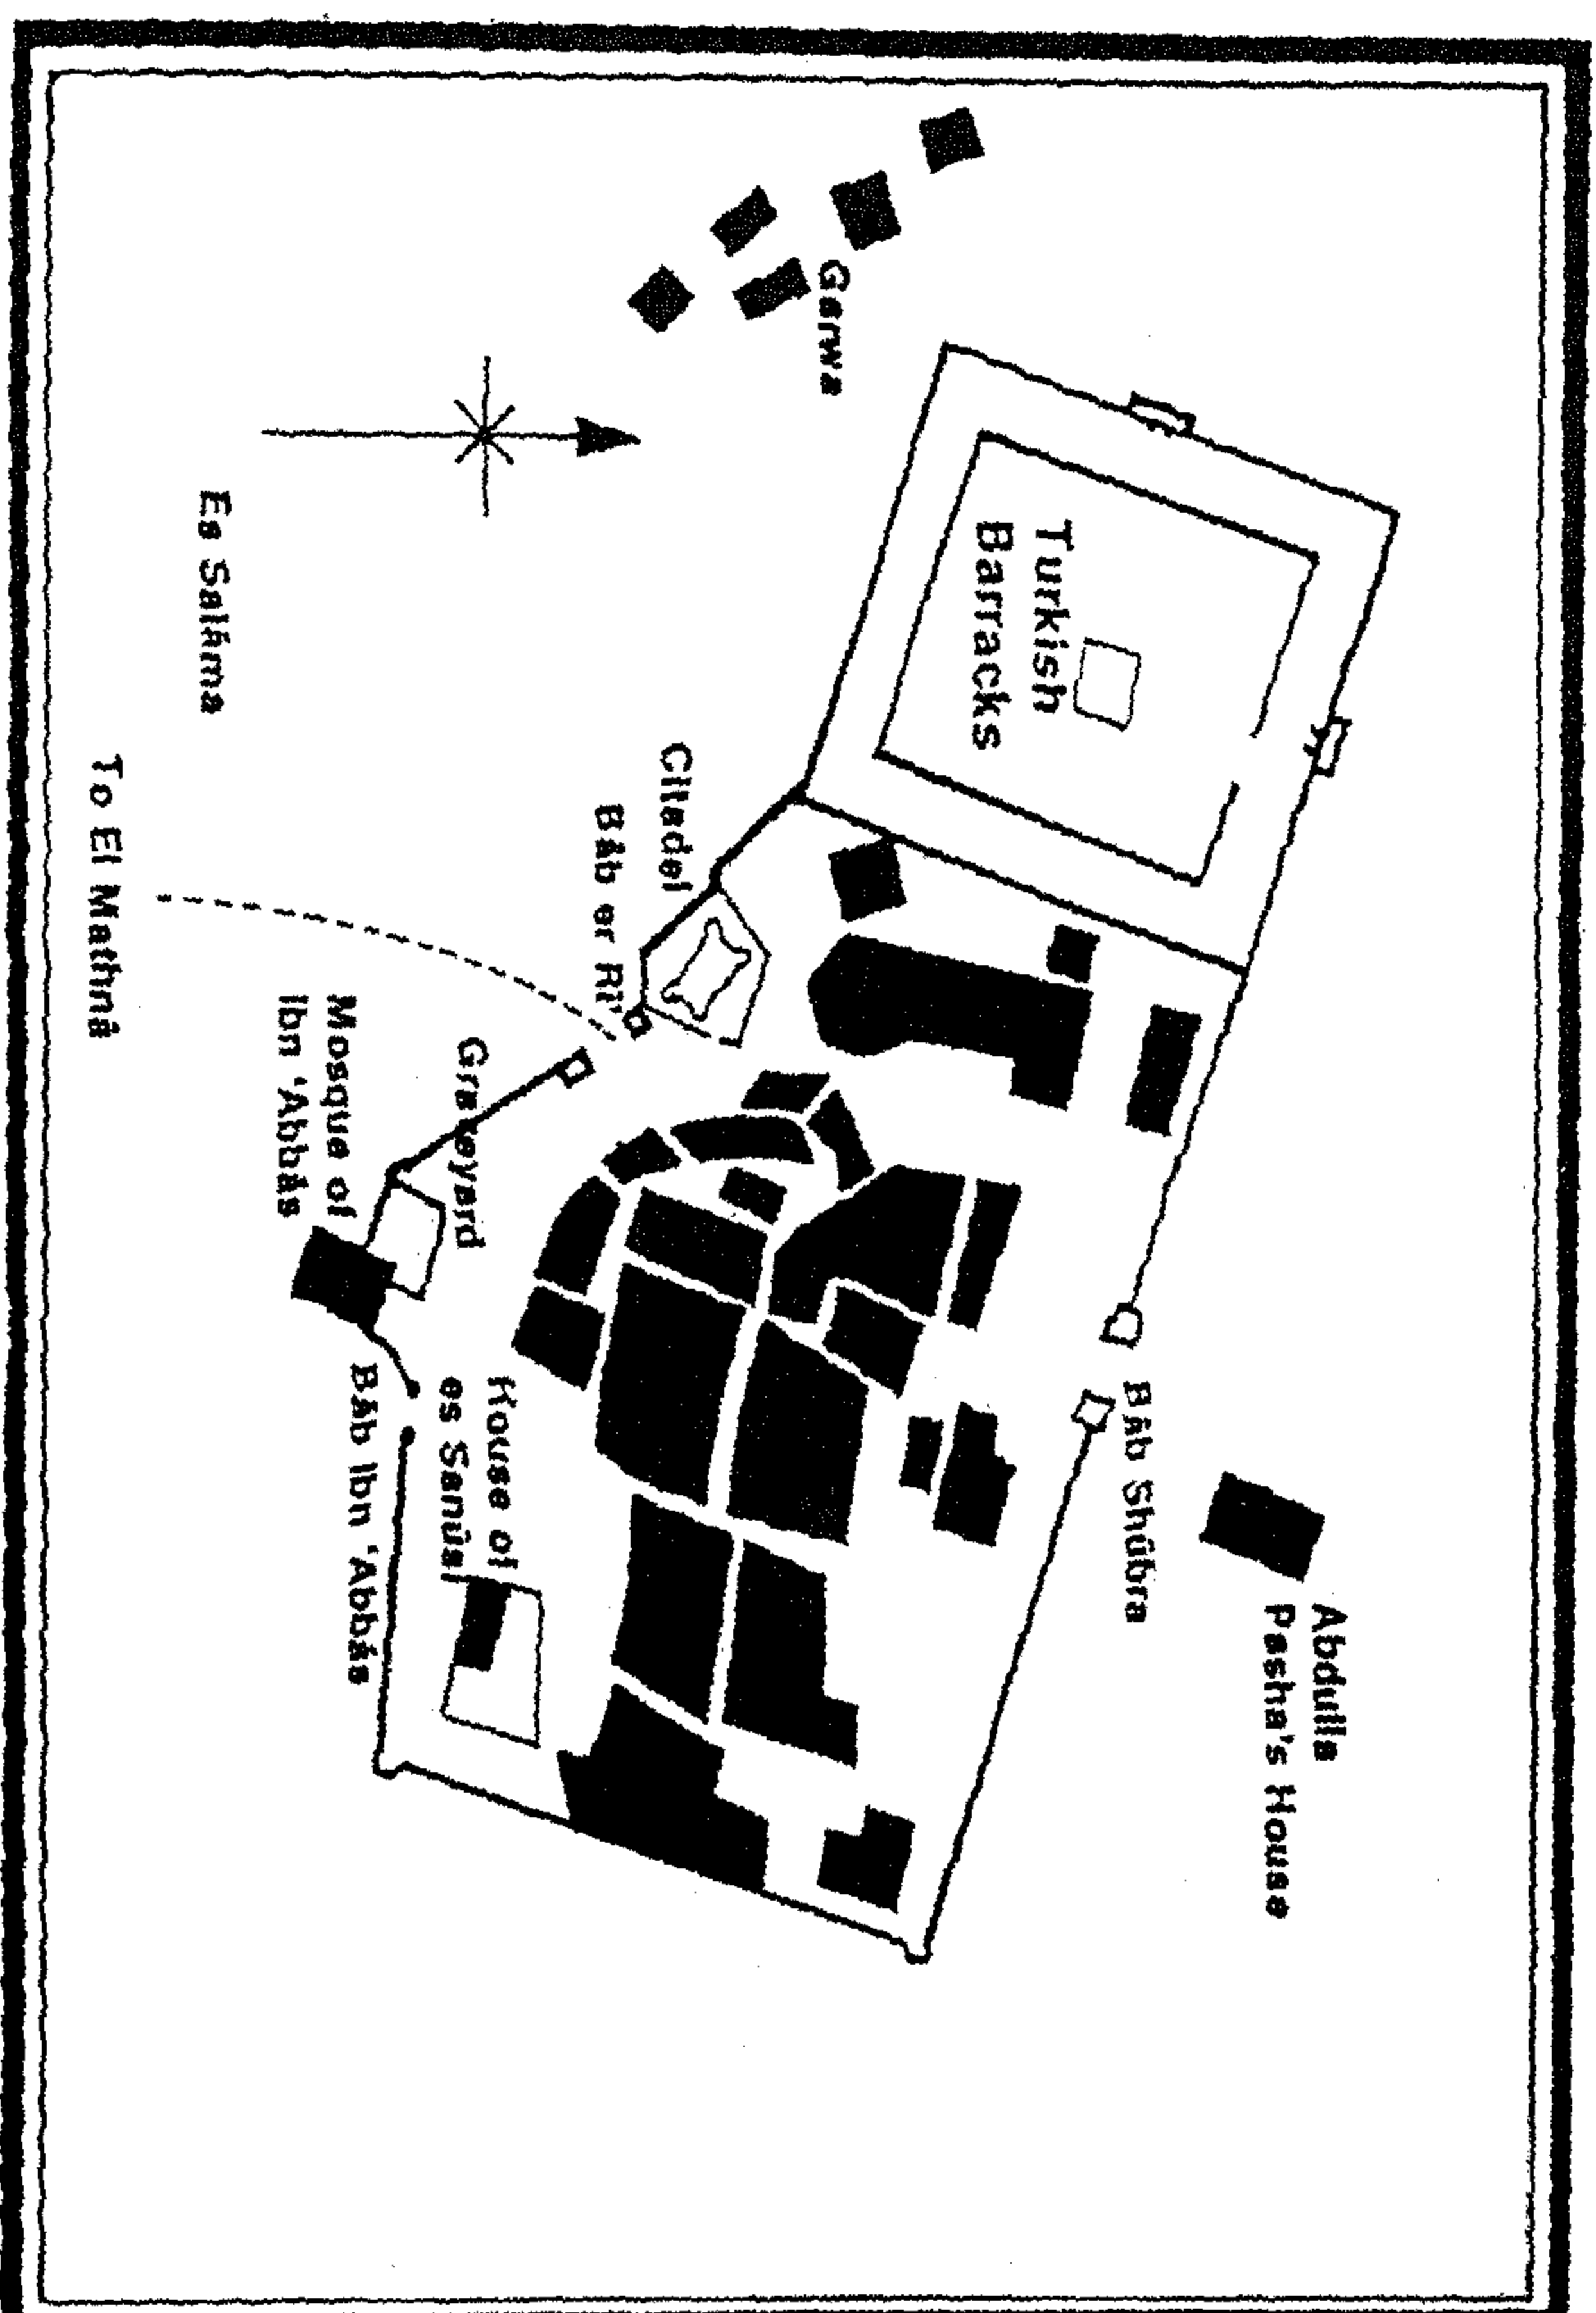 Abdulla
Pasha's House
Bâb Shûbra
Turkish
Barracks
Garwa
Citadel
Bâb er Ri'
House of
es Sanûsi
Graveyard
Bâb Ibn 'Abbâs
Mosque of
Ibn 'Abbâs
Es Salâma
To El Mathnâ